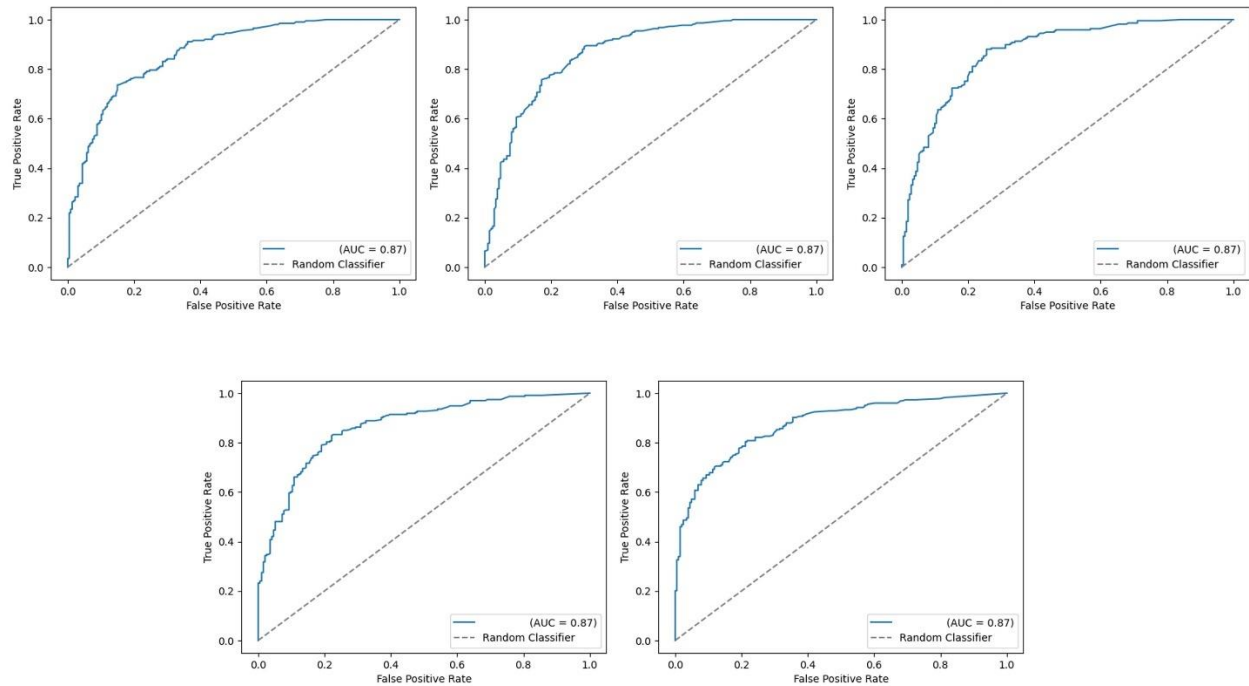 1.0
0.8
0.6
0.4
0.2
0.0
True Positive Rate
(AUC = 0.87)
Random Classifier
0.0 0.2 0.4 0.6 0.8 1.0
False Positive Rate
1.0
0.8
0.6
0.4
0.2
0.0
True Positive Rate
(AUC = 0.87)
Random Classifier
0.0 0.2 0.4 0.6 0.8 1.0
False Positive Rate
1.0
0.8
0.6
0.4
0.2
0.0
True Positive Rate
(AUC = 0.87)
Random Classifier
0.0 0.2 0.4 0.6 0.8 1.0
False Positive Rate
1.0
0.8
0.6
0.4
0.2
0.0
True Positive Rate
(AUC = 0.87)
Random Classifier
0.0 0.2 0.4 0.6 0.8 1.0
False Positive Rate
1.0
0.8
0.6
0.4
0.2
0.0
True Positive Rate
(AUC = 0.87)
Random Classifier
0.0 0.2 0.4 0.6 0.8 1.0
False Positive Rate